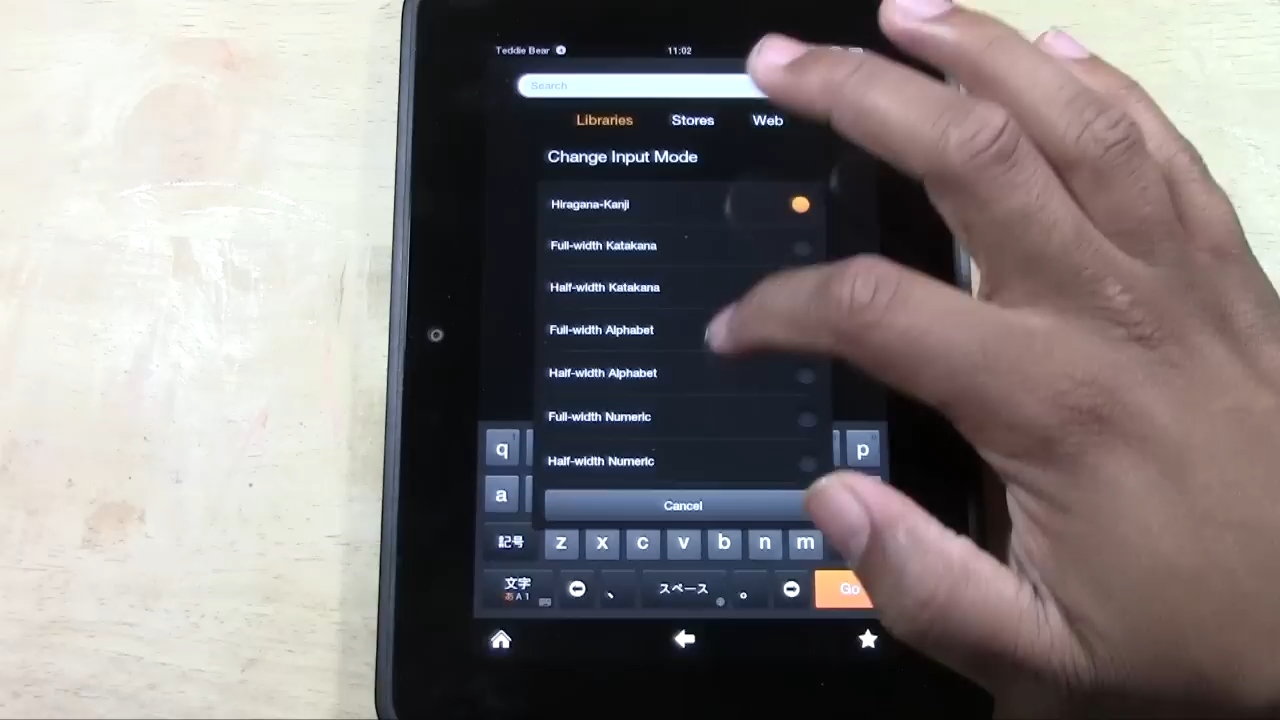 Teddie Bear 4 11:02
Search
Libraries Stores Web
Change Input Mode
Hiragana-Kanji
Full-width Katakana
Half-width Katakana
Full-width Alphabet
Half-width Alphabet
Full-width Numeric
Half-width Numeric
q p
a
Cancel
記号 z x c v b n m
文字 、 スペース 。 Go
あA1